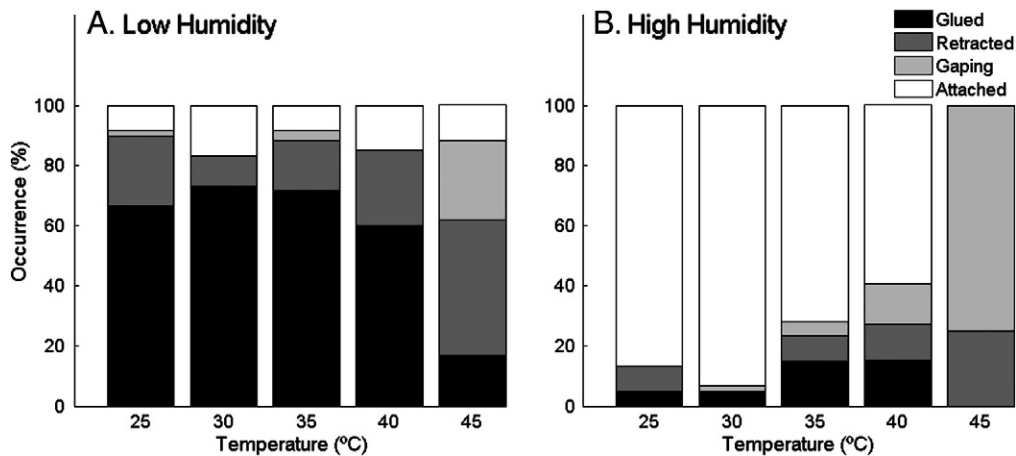 A. Low Humidity
B. High Humidity
Glued
Retracted
Gaping
Attached
Occurrence (%)
100
80
60
40
20
0
25 30 35 40 45
Temperature (ºC)
100
80
60
40
20
0
25 30 35 40 45
Temperature (ºC)